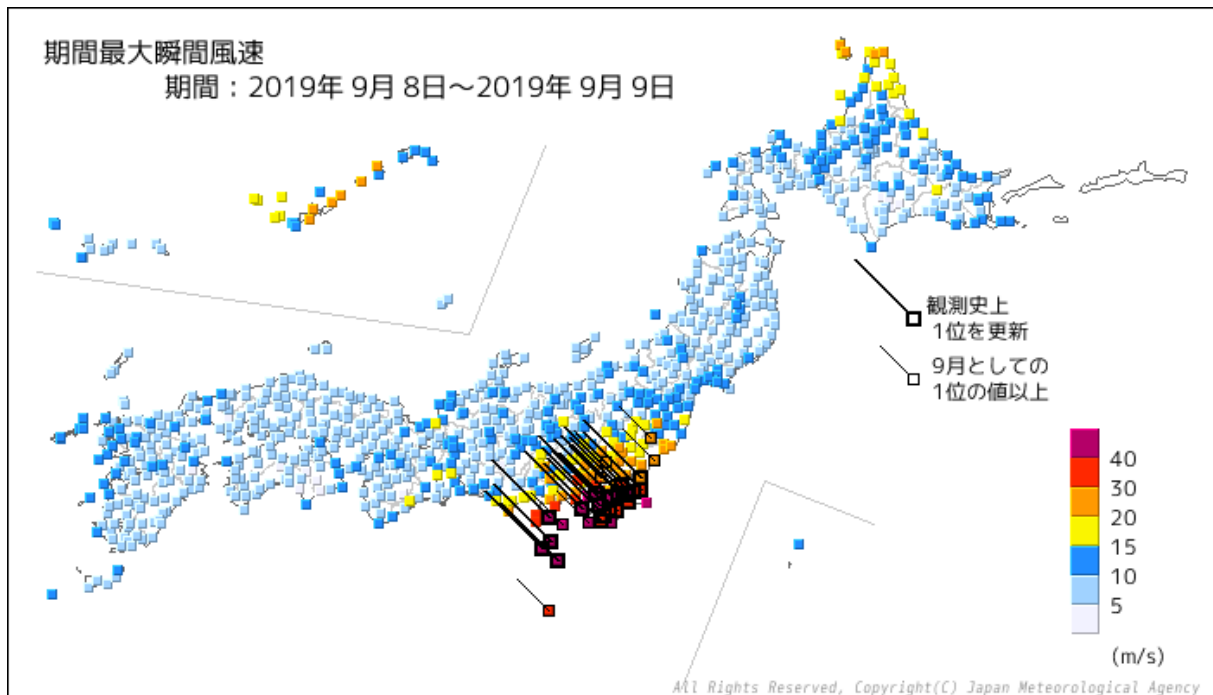 期間最大瞬間風速
期間：2019年 9月 8日～2019年 9月 9日
観測史上
1位を更新
9月としての
1位の値以上
40
30
20
15
10
5
(m/s)
All Rights Reserved, Copyright(C) Japan Meteorological Agency